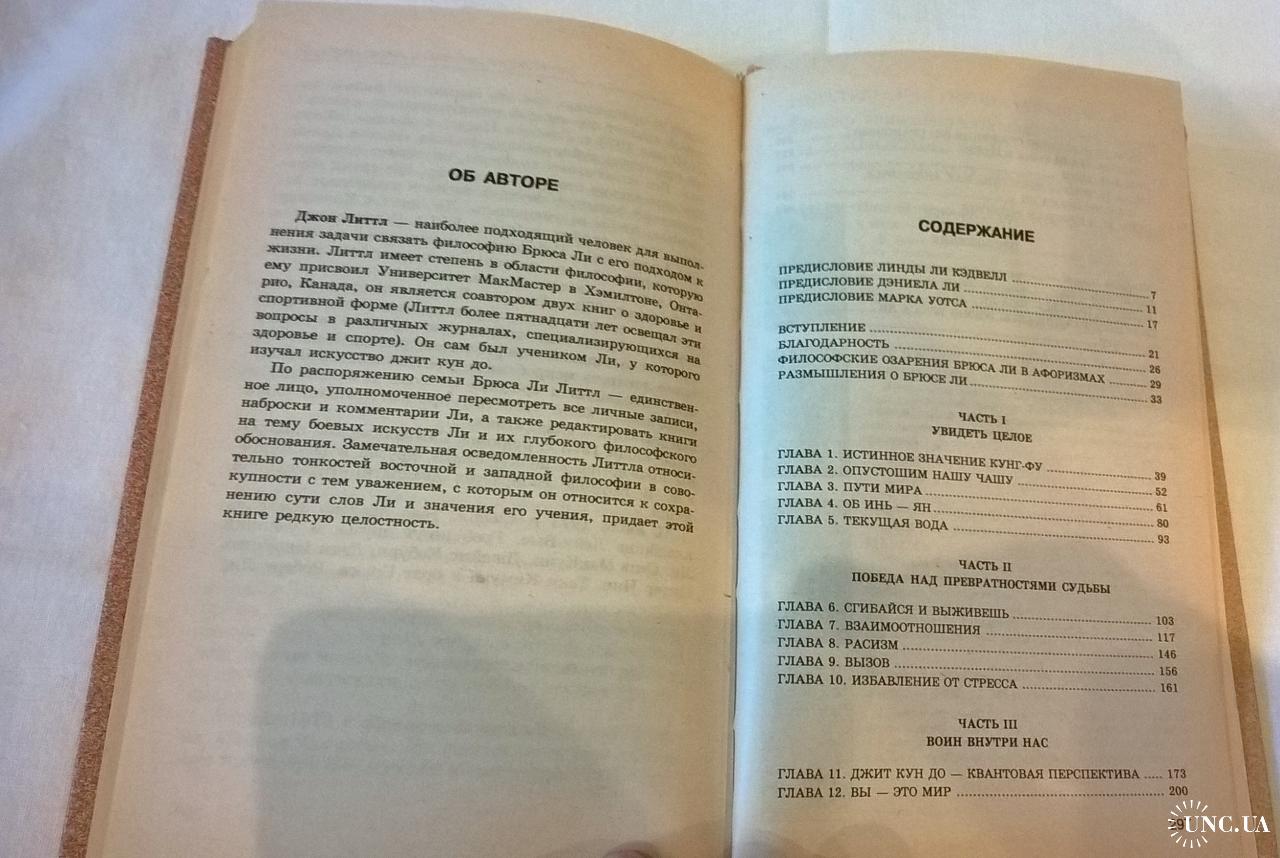 ОБ АВТОРЕ
Джон Литтл — наиболее подходящий человек для выпол-
нения задачи связать философию Брюса Ли с его подходом к
жизни. Литтл имеет степень в области философии, которую
ему присвоил Университет МакМастер в Хэмилтоне, Онта-
рио, Канада, он является соавтором двух книг о здоровье и
спортивной форме (Литтл более пятнадцати лет освещал эти
вопросы в различных журналах, специализирующихся на
здоровье и спорте). Он сам был учеником Ли, у которого
изучал искусство джит кун до.
По распоряжению семьи Брюса Ли Литтл — единствен-
ное лицо, уполномоченное пересмотреть все личные записи,
наброски и комментарии Ли, а также редактировать книги
на тему боевых искусств Ли и их глубокого философского
обоснования. Замечательная осведомленность Литтла относи-
тельно тонкостей восточной и западной философии в сово-
купности с тем уважением, с которым он относится к сохра-
нению сути слов Ли и значения его учения, придает этой
книге редкую целостность.
СОДЕРЖАНИЕ
ПРЕДИСЛОВИЕ ЛИНДЫ ЛИ КЭДВЕЛЛ ... 7
ПРЕДИСЛОВИЕ ДЭНИЕЛА ЛИ ... 11
ПРЕДИСЛОВИЕ МАРКА УОТСА ... 17
ВСТУПЛЕНИЕ ... 21
БЛАГОДАРНОСТЬ ... 26
ФИЛОСОФСКИЕ ОЗАРЕНИЯ БРЮСА ЛИ В АФОРИЗМАХ ... 29
РАЗМЫШЛЕНИЯ О БРЮСЕ ЛИ ... 33
ЧАСТЬ I
УВИДЕТЬ ЦЕЛОЕ
ГЛАВА 1. ИСТИННОЕ ЗНАЧЕНИЕ КУНГ-ФУ ... 39
ГЛАВА 2. ОПУСТОШИМ НАШУ ЧАШУ ... 52
ГЛАВА 3. ПУТИ МИРА ... 61
ГЛАВА 4. ОБ ИНЬ — ЯН ... 80
ГЛАВА 5. ТЕКУЩАЯ ВОДА ... 93
ЧАСТЬ II
ПОБЕДА НАД ПРЕВРАТНОСТЯМИ СУДЬБЫ
ГЛАВА 6. СГИБАЙСЯ И ВЫЖИВЕШЬ ... 103
ГЛАВА 7. ВЗАИМООТНОШЕНИЯ ... 117
ГЛАВА 8. РАСИЗМ ... 146
ГЛАВА 9. ВЫЗОВ ... 156
ГЛАВА 10. ИЗБАВЛЕНИЕ ОТ СТРЕССА ... 161
ЧАСТЬ III
ВОИН ВНУТРИ НАС
ГЛАВА 11. ДЖИТ КУН ДО — КВАНТОВАЯ ПЕРСПЕКТИВА ..... 173
ГЛАВА 12. ВЫ — ЭТО МИР ... 200
UNC.UA